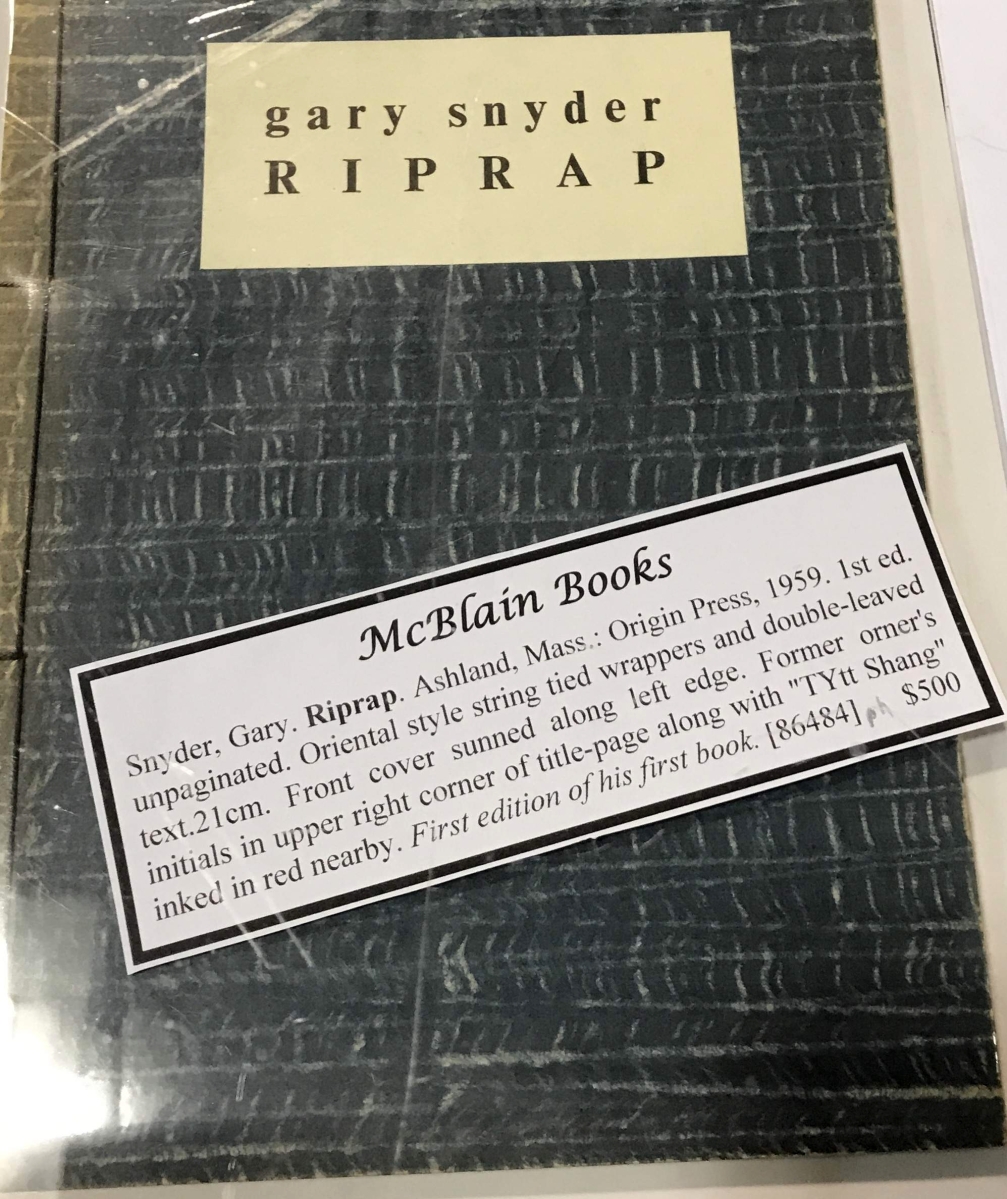 gary snyder
RIPRAP
McBlain Books
Snyder, Gary. Riprap. Ashland, Mass.: Origin Press, 1959. 1st ed.
unpaginated. Oriental style string tied wrappers and double-leaved
text.21cm. Front cover sunned along left edge. Former orner's
initials in upper right corner of title-page along with "TYtt Shang"
inked in red nearby. First edition of his first book. [86484] ph $500